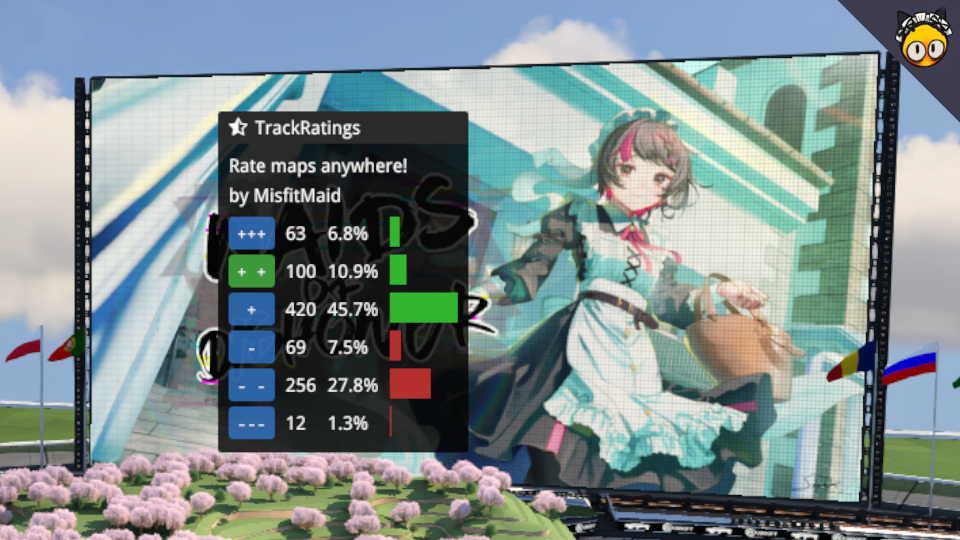 TrackRatings
Rate maps anywhere!
by MisfitMaid
+++ 63 6.8%
+ + 100 10.9%
+ 420 45.7%
- 69 7.5%
- - 256 27.8%
- - - 12 1.3%